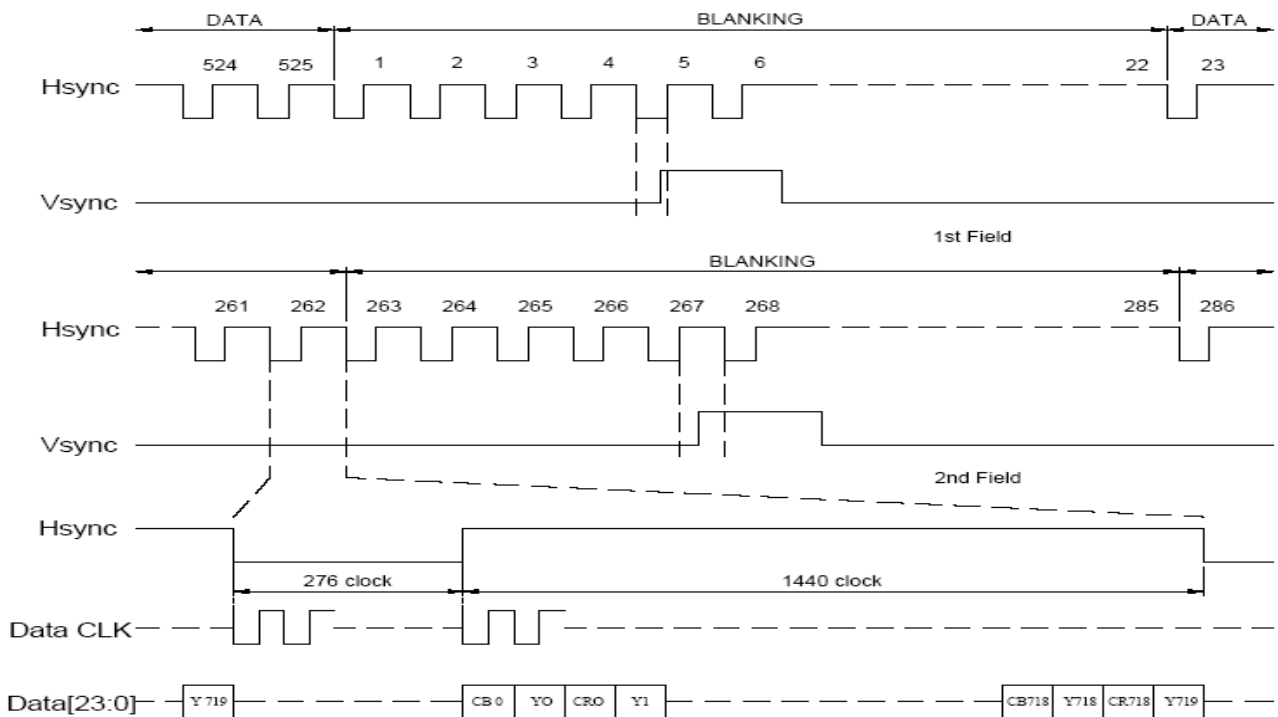 DATA BLANKING DATA
524 525 1 2 3 4 5 6 22 23
Hsync
Vsync
1st Field
BLANKING
261 262 263 264 265 266 267 268 285 286
Hsync
Vsync
2nd Field
Hsync
276 clock 1440 clock
Data CLK
Data[23:0] Y 719 CB 0 Y0 CR0 Y1 CB718 Y718 CR718 Y719